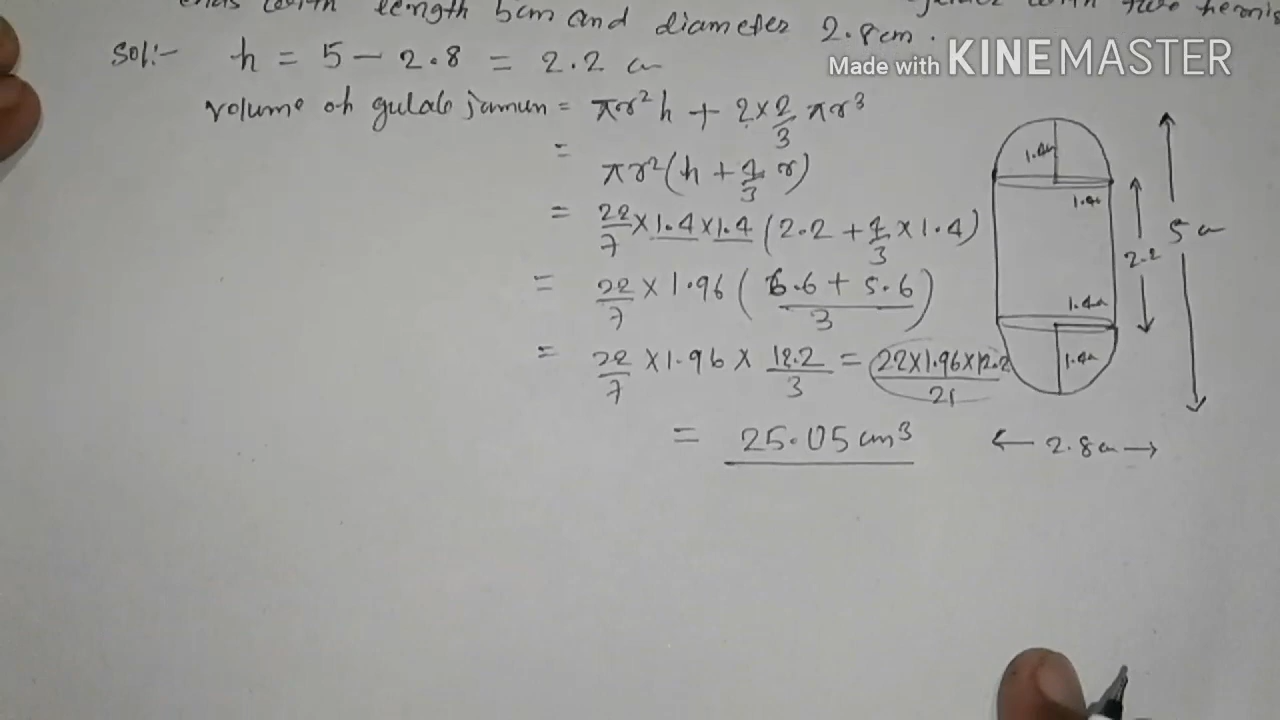 ends with length 5cm and diameter 2.8cm.
Made with KINEMASTER
Sol:- h = 5 - 2.8 = 2.2 cm
volume of gulab jamun = πr²h + 2×2/3 πr³
= πr²(h + 4/3 r)
= 22/7 × 1.4 × 1.4 (2.2 + 4/3 × 1.4)
= 22/7 × 1.96 (6.6 + 5.6 / 3)
= 22/7 × 1.96 × 12.2/3 = 22×1.96×12.2/21
= 25.05 cm³
1.4cm
1.4c
5 cm
2.2
1.4cm
1.4cm
2.8cm